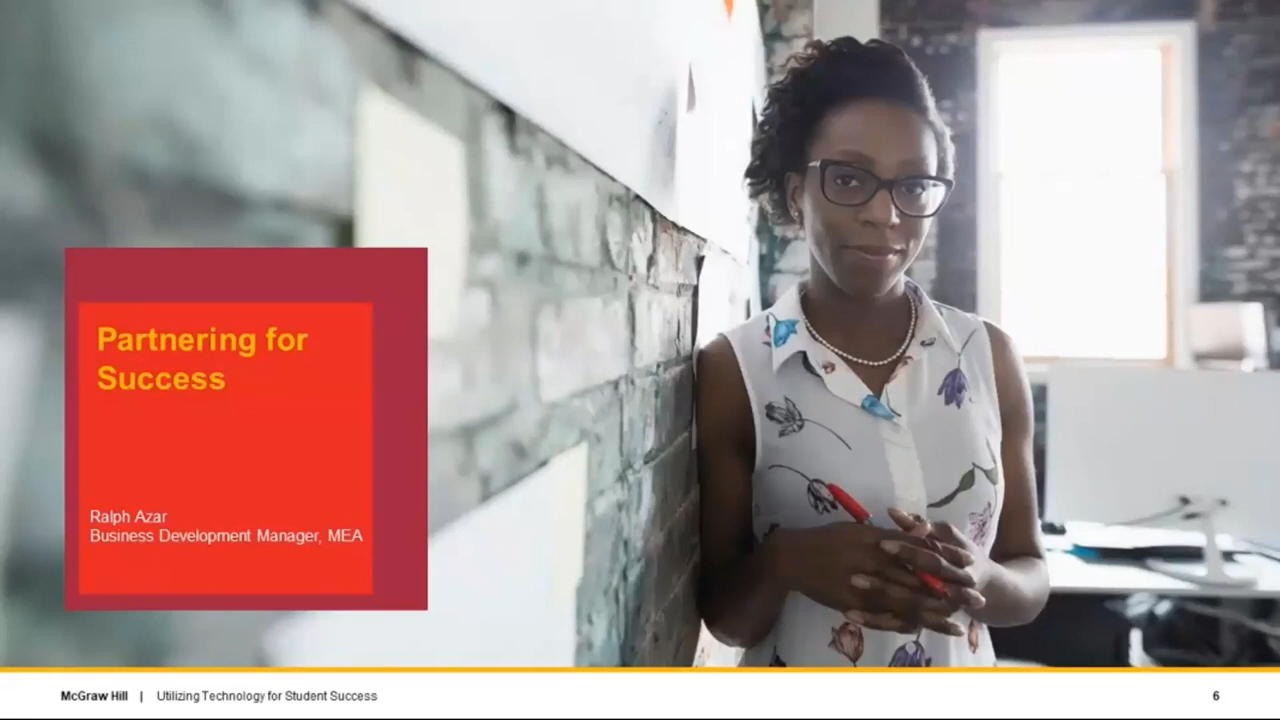 Partnering for
Success
Ralph Azar
Business Development Manager, MEA
McGraw Hill | Utilizing Technology for Student Success
6